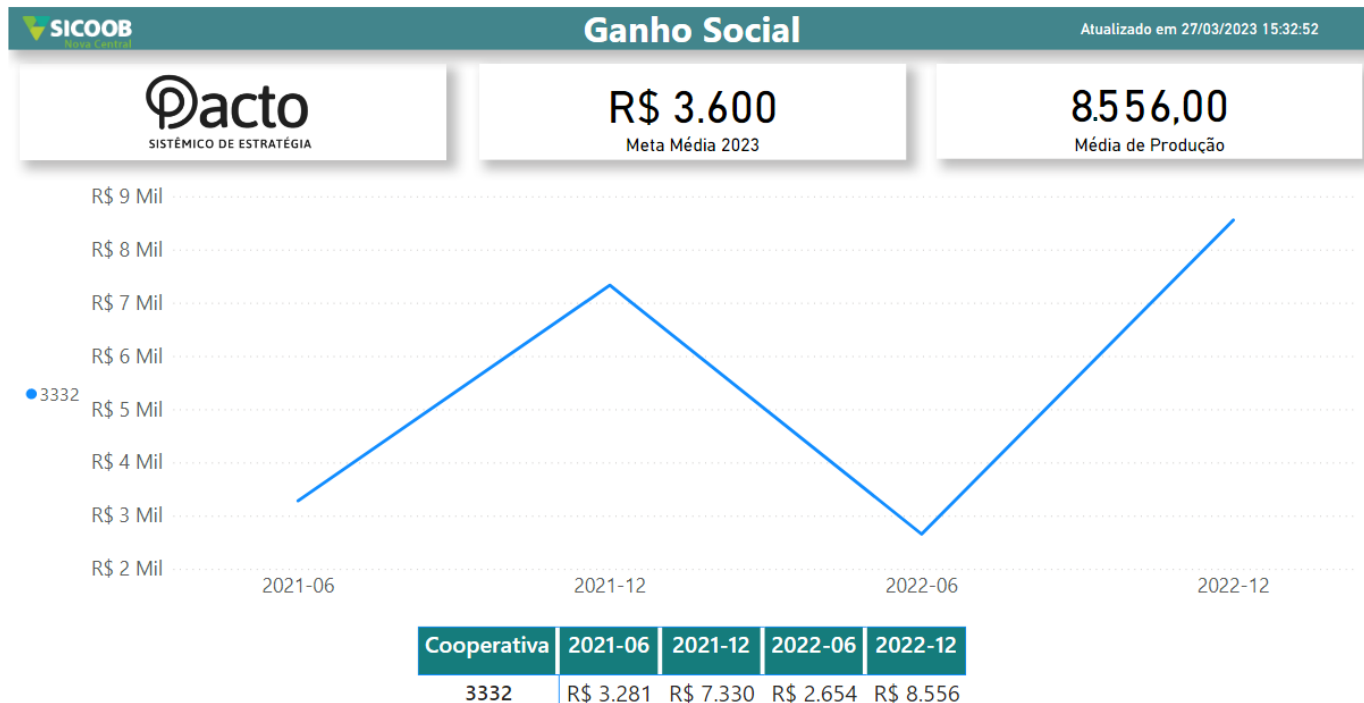 SICOOB
Nova Central
Ganho Social
Atualizado em 27/03/2023 15:32:52
Pacto
SISTÊMICO DE ESTRATÉGIA
R$ 3.600
Meta Média 2023
8.556,00
Média de Produção
R$ 9 Mil
R$ 8 Mil
R$ 7 Mil
R$ 6 Mil
3332
R$ 5 Mil
R$ 4 Mil
R$ 3 Mil
R$ 2 Mil
2021-06 2021-12 2022-06 2022-12
Cooperativa 2021-06 2021-12 2022-06 2022-12
3332 R$ 3.281 R$ 7.330 R$ 2.654 R$ 8.556